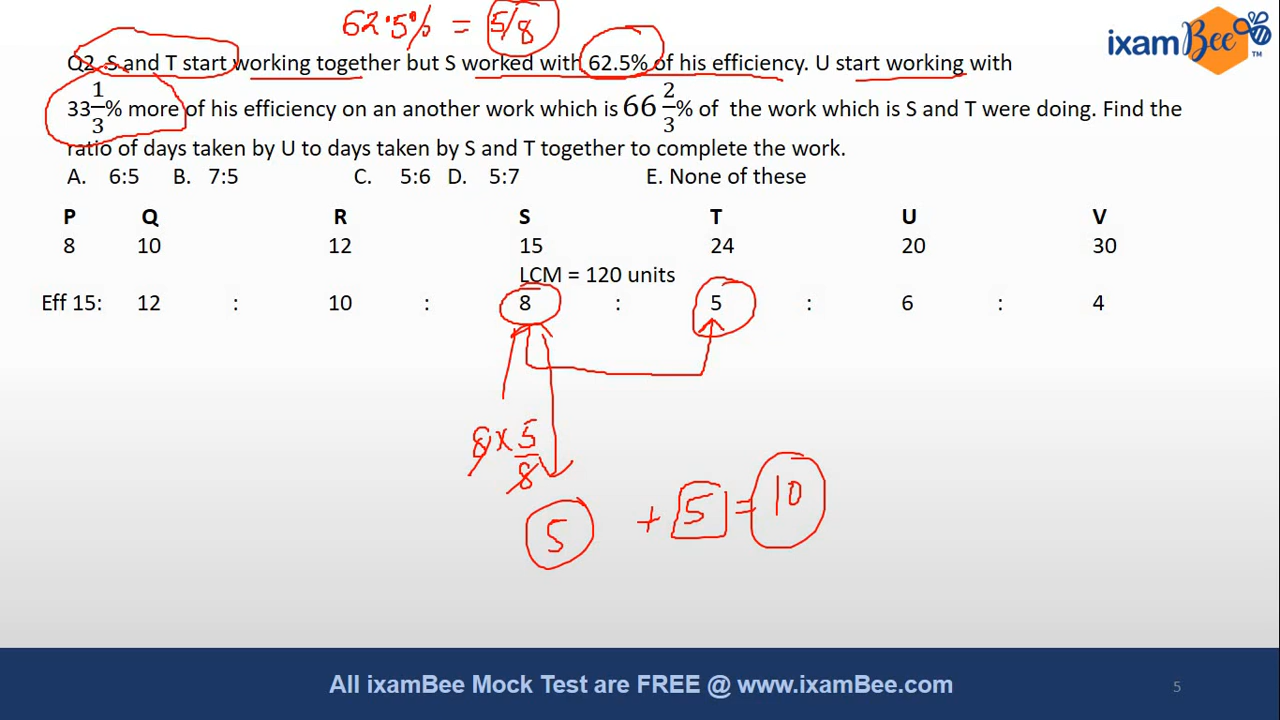 62.5% = 5/8
ixamBee™
Q2. S and T start working together but S worked with 62.5% of his efficiency. U start working with
33 1/3% more of his efficiency on an another work which is 66 2/3% of the work which is S and T were doing. Find the
ratio of days taken by U to days taken by S and T together to complete the work.
A. 6:5 B. 7:5 C. 5:6 D. 5:7 E. None of these
P Q R S T U V
8 10 12 15 24 20 30
LCM = 120 units
Eff 15: 12 : 10 : 8 : 5 : 6 : 4
8 x 5/8
5 + 5 = 10
All ixamBee Mock Test are FREE @ www.ixamBee.com
5